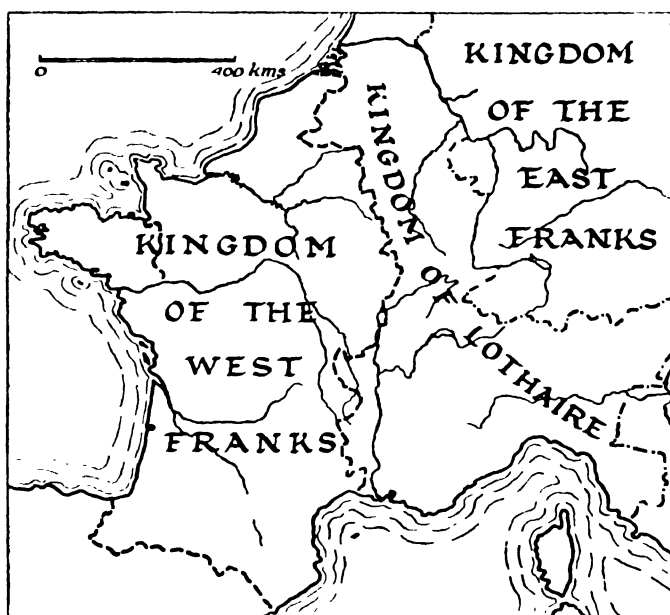 0 400 kms
KINGDOM
OF THE
EAST
FRANKS
KINGDOM OF LOTHAIRE
KINGDOM
OF THE
WEST
FRANKS